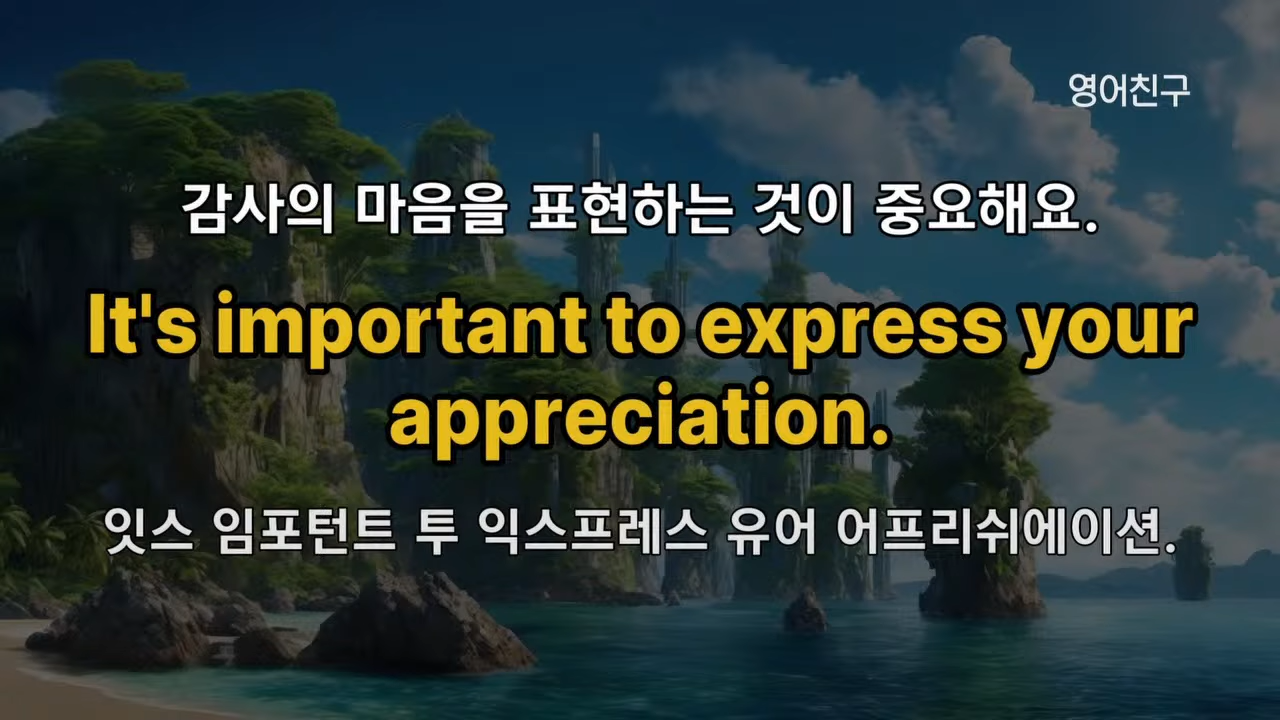 영어친구
감사의 마음을 표현하는 것이 중요해요.
It's important to express your
appreciation.
잇스 임포턴트 투 익스프레스 유어 어프리쉬에이션.